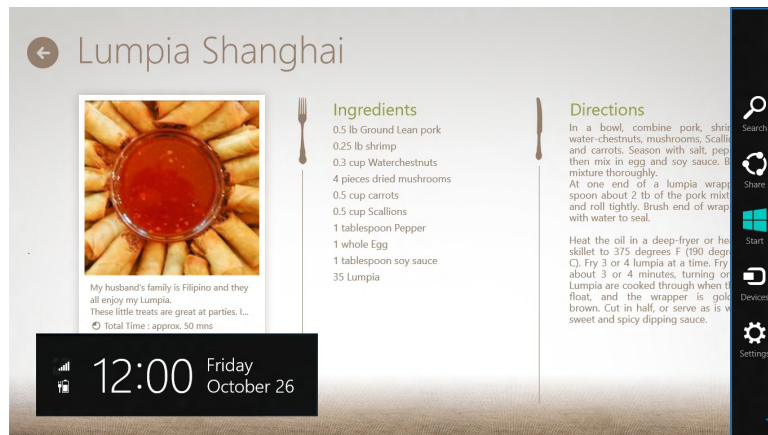 Lumpia Shanghai
My husband's family is Filipino and they
all enjoy my Lumpia.
These little treats are great at parties. I...
Total Time : approx. 50 mns
Ingredients
0.5 lb Ground Lean pork
0.25 lb shrimp
0.3 cup Waterchestnuts
4 pieces dried mushrooms
0.5 cup carrots
0.5 cup Scallions
1 tablespoon Pepper
1 whole Egg
1 tablespoon soy sauce
35 Lumpia
Directions
In a bowl, combine pork,
water-chestnuts, mushrooms,
and carrots. Season with salt,
then mix in egg and soy sauce.
mixture thoroughly.
At one end of a lumpia
spoon about 2 tb of the pork
and roll tightly. Brush end of
with water to seal.
Heat the oil in a deep-fryer or
skillet to 375 degrees F (190
C). Fry 3 or 4 lumpia at a time. Fry
about 3 or 4 minutes, turning
Lumpia are cooked through when
float, and the wrapper is
brown. Cut in half, or serve as is
sweet and spicy dipping sauce.
Search
Share
Start
Devices
Settings
12:00
Friday
October 26